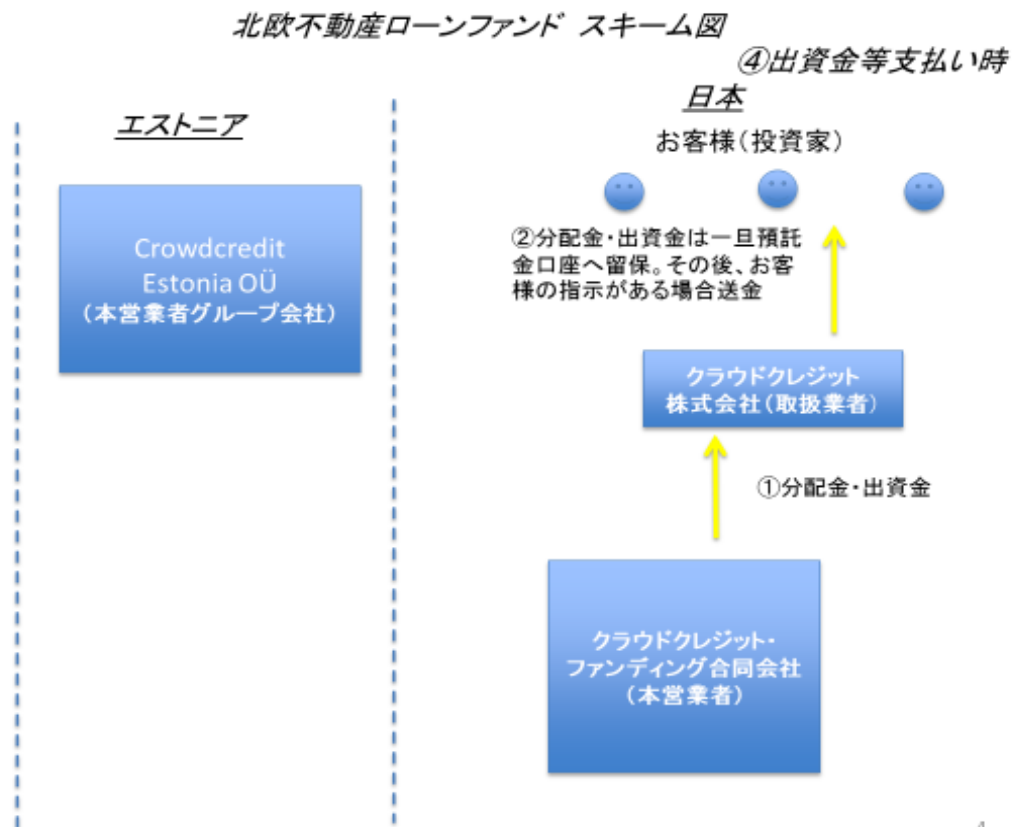 北欧不動産ローンファンド スキーム図
④出資金等支払い時
エストニア
日本
お客様(投資家)
Crowdcredit
Estonia OÜ
(本営業者グループ会社)
②分配金・出資金は一旦預託
金口座へ留保。その後、お客
様の指示がある場合送金
クラウドクレジット
株式会社(取扱業者)
①分配金・出資金
クラウドクレジット・
ファンディング合同会社
(本営業者)